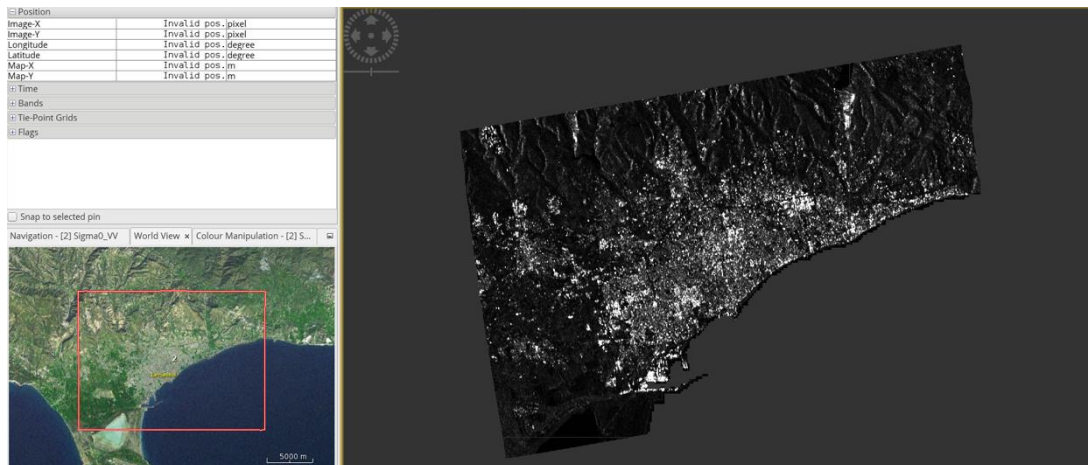 Position
Image-X Invalid pos. pixel
Image-Y Invalid pos. pixel
Longitude Invalid pos. degree
Latitude Invalid pos. degree
Map-X Invalid pos. m
Map-Y Invalid pos. m
Time
Bands
Tie-Point Grids
Flags
Snap to selected pin
Navigation - [2] Sigma0_VV World View × Colour Manipulation - [2] S...
2
5000 m